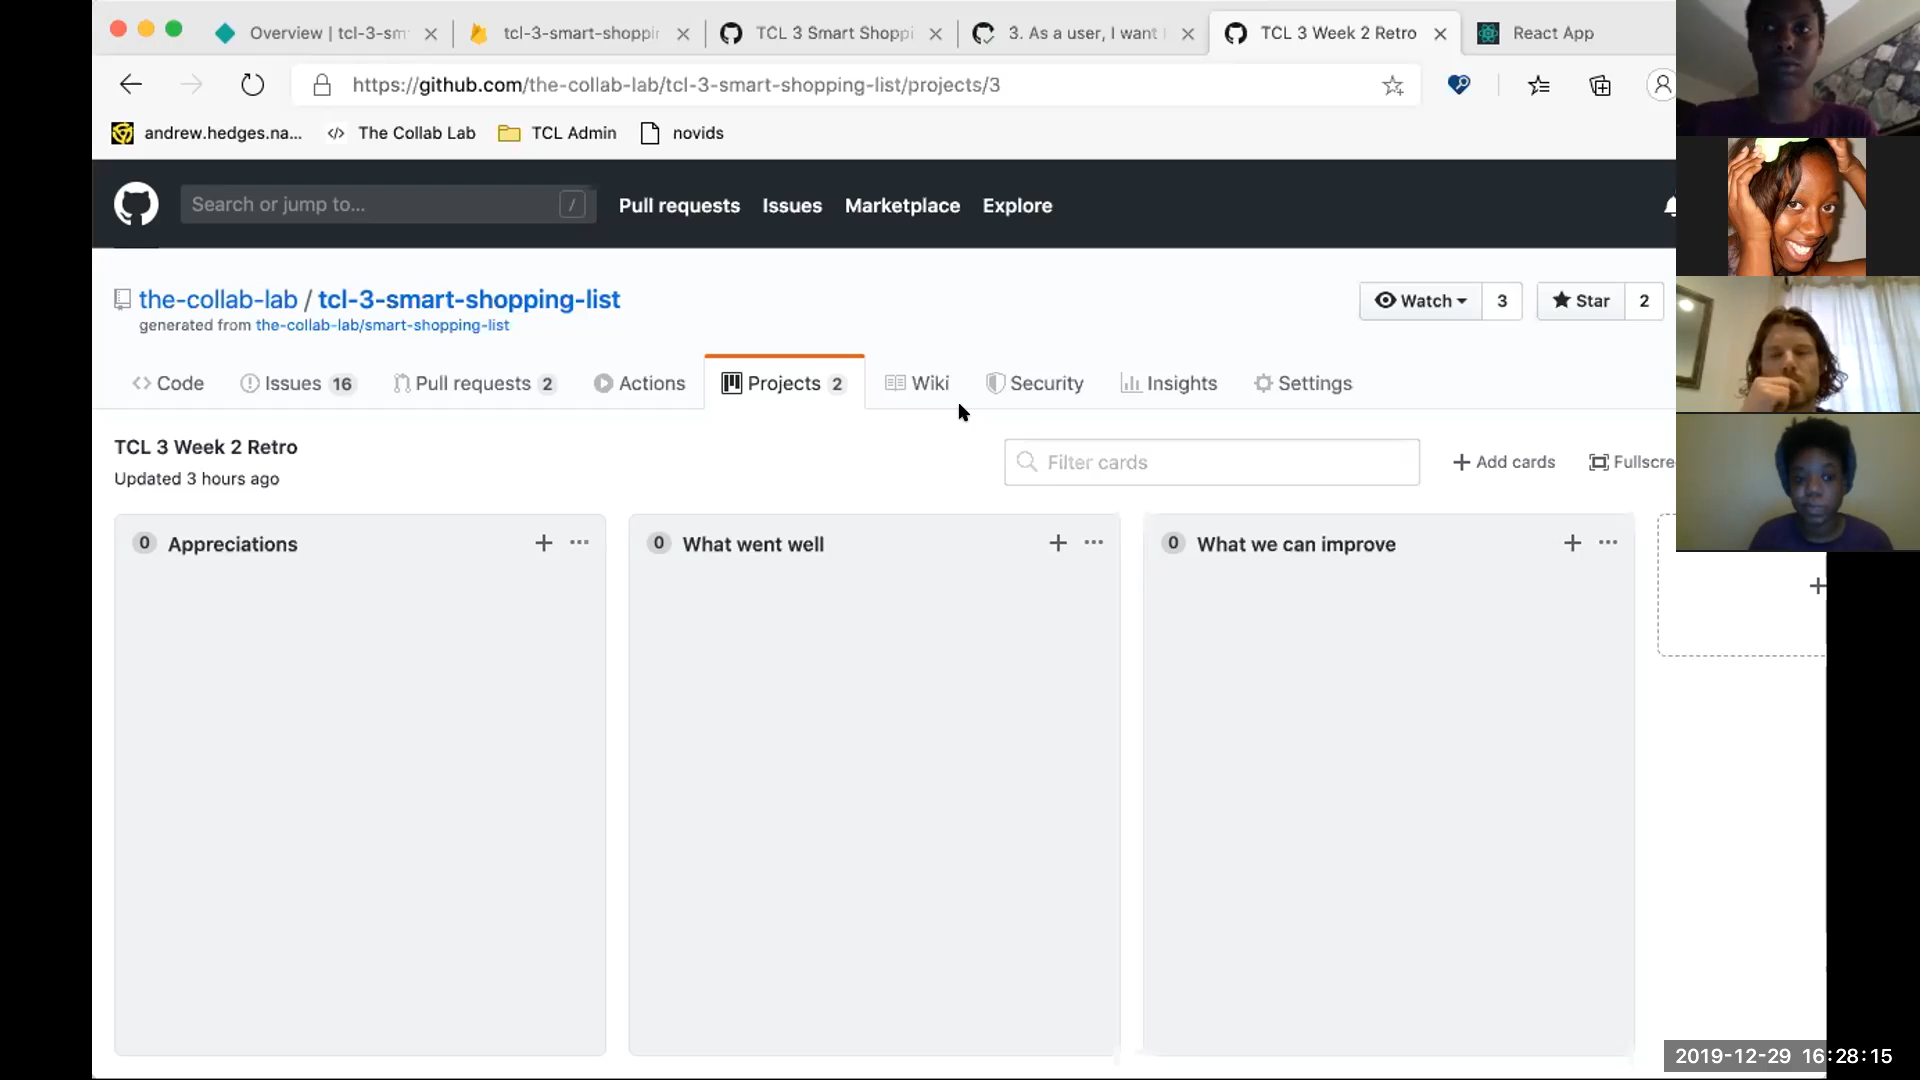 Overview | tcl-3-sm
tcl-3-smart-shoppin
TCL 3 Smart Shoppi
3. As a user, I want
TCL 3 Week 2 Retro
React App
https://github.com/the-collab-lab/tcl-3-smart-shopping-list/projects/3
andrew.hedges.na...
The Collab Lab
TCL Admin
novids
Search or jump to...
/
Pull requests
Issues
Marketplace
Explore
the-collab-lab / tcl-3-smart-shopping-list
generated from the-collab-lab/smart-shopping-list
Watch 3
Star 2
Code
Issues 16
Pull requests 2
Actions
Projects 2
Wiki
Security
Insights
Settings
TCL 3 Week 2 Retro
Updated 3 hours ago
Filter cards
Add cards
Fullscre
0 Appreciations
0 What went well
0 What we can improve
2019-12-29 16:28:15